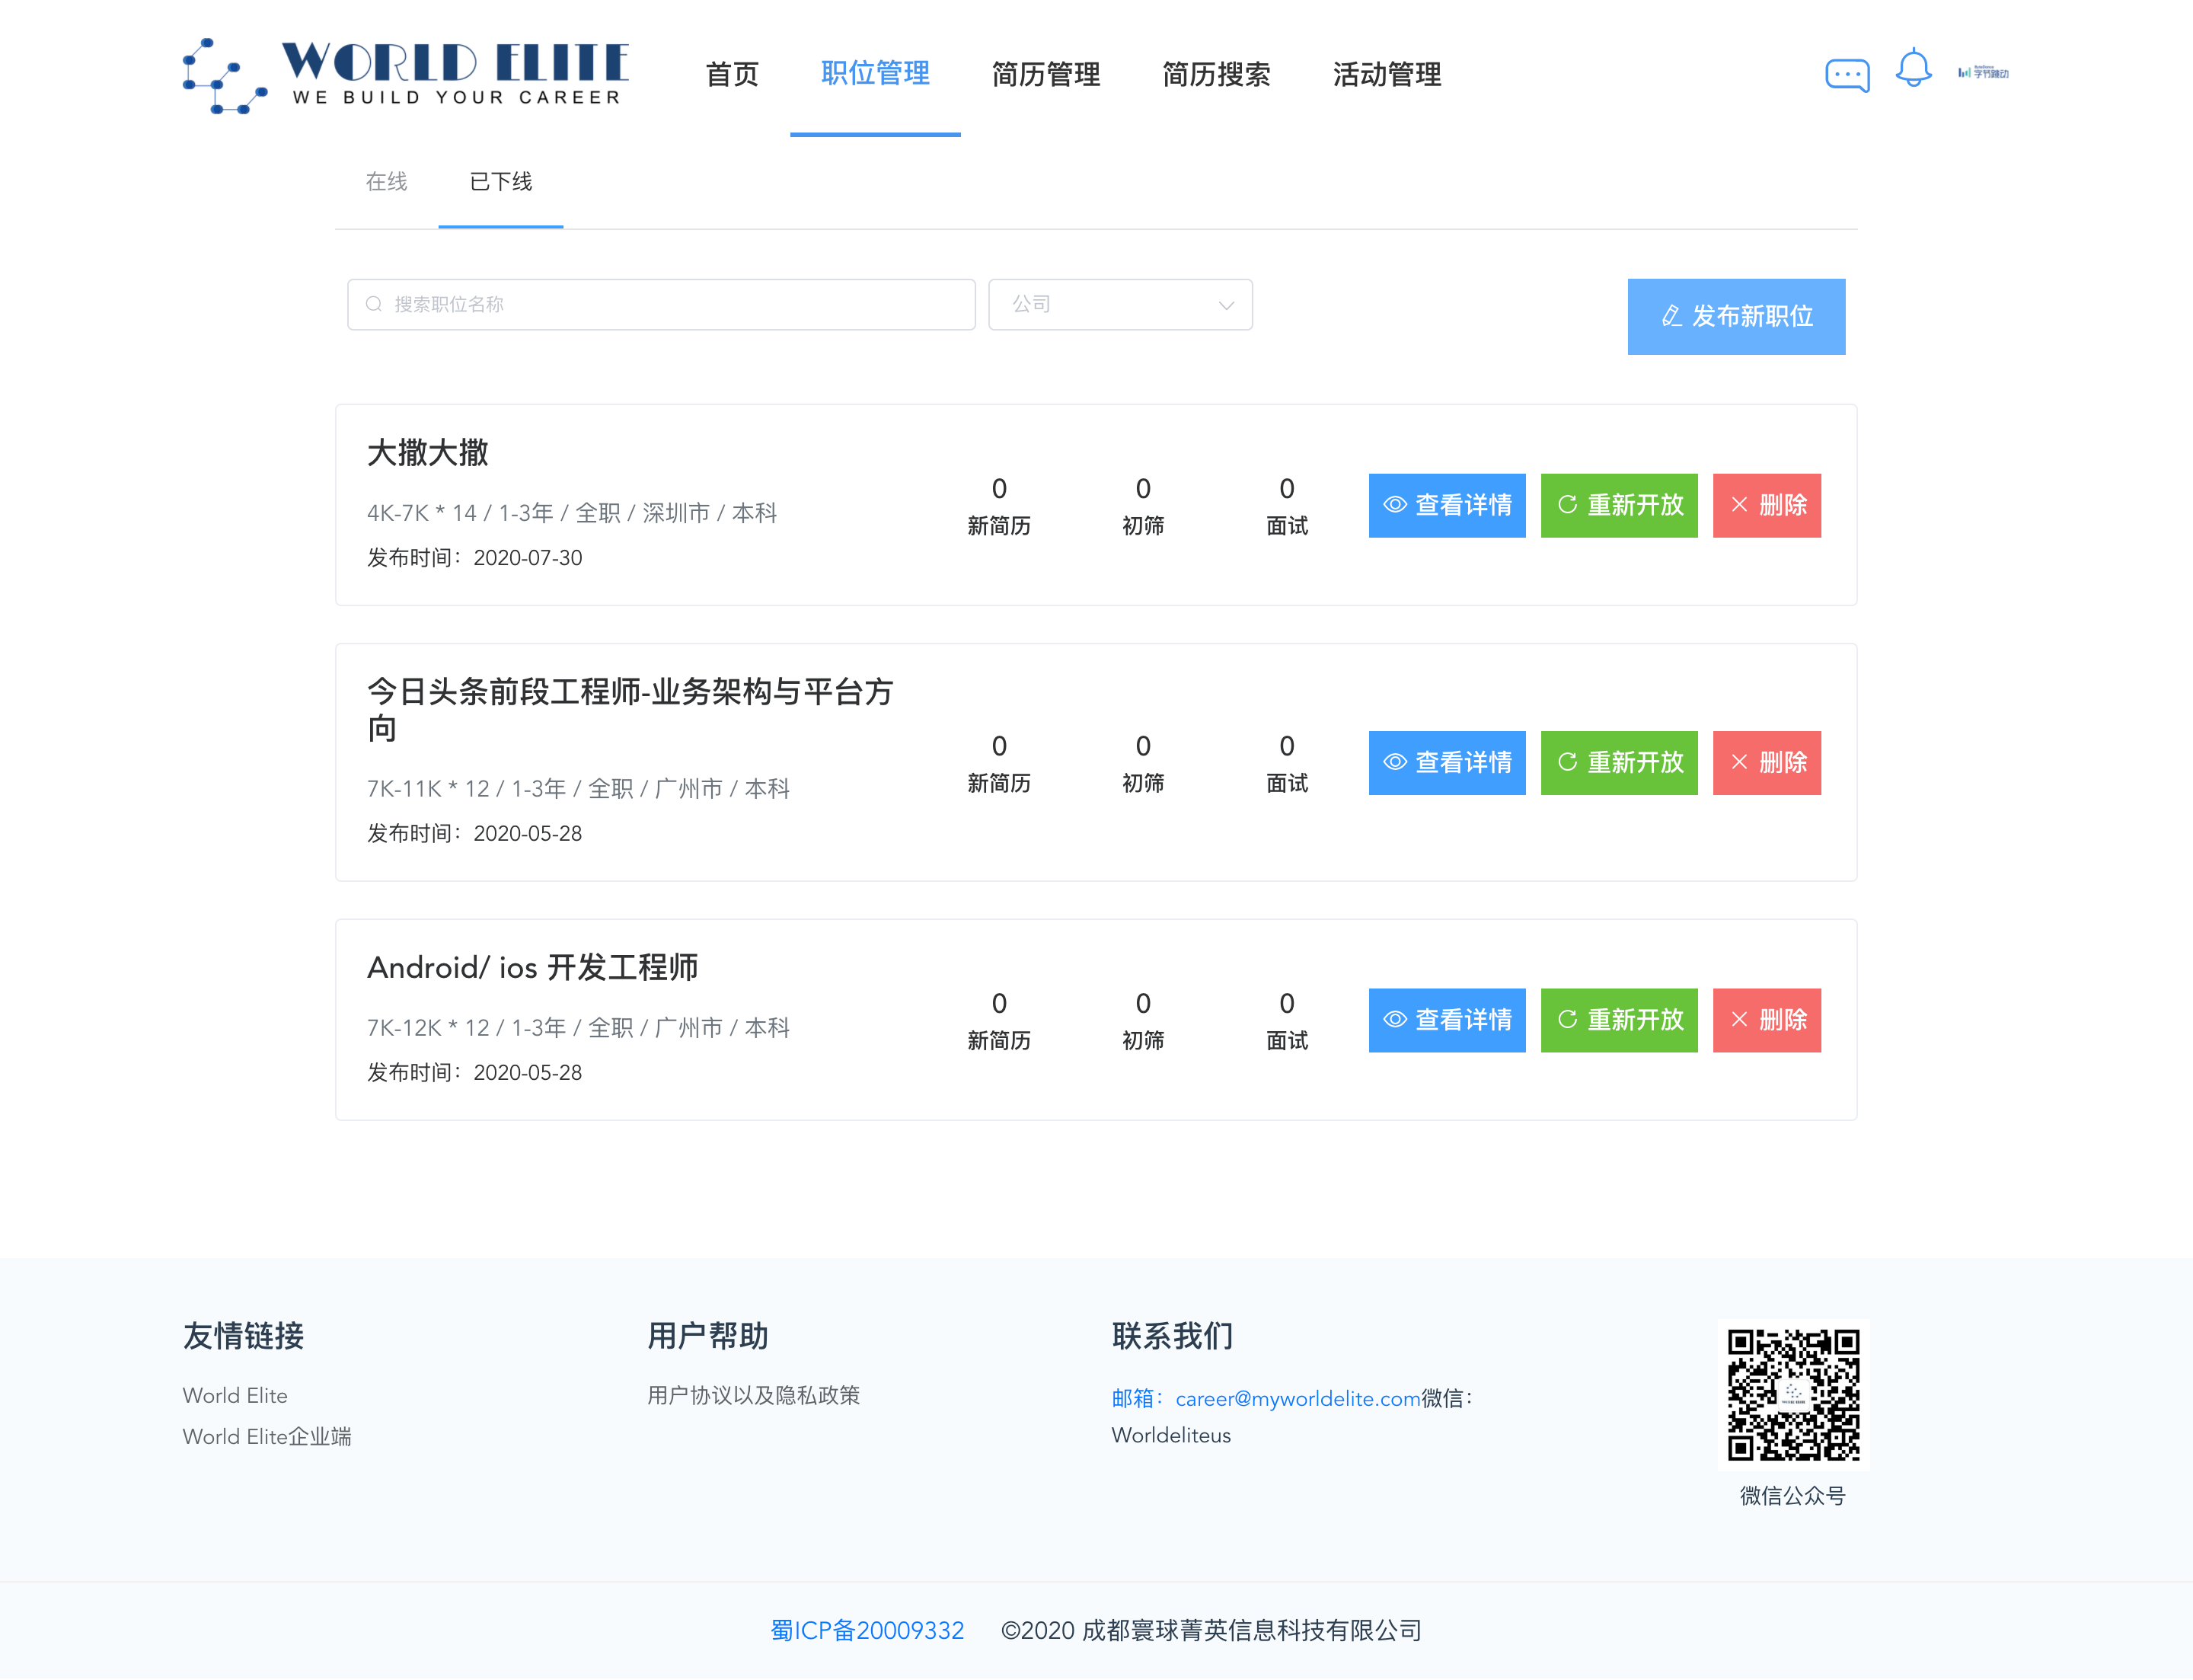 WORLD ELITE
WE BUILD YOUR CAREER
首页 职位管理 简历管理 简历搜索 活动管理
字节跳动
在线 已下线
搜索职位名称 公司 发布新职位
大撒大撒
4K-7K * 14 / 1-3年 / 全职 / 深圳市 / 本科
发布时间：2020-07-30
0 0 0
新简历 初筛 面试
查看详情 重新开放 删除
今日头条前段工程师-业务架构与平台方
向
7K-11K * 12 / 1-3年 / 全职 / 广州市 / 本科
发布时间：2020-05-28
0 0 0
新简历 初筛 面试
查看详情 重新开放 删除
Android/ ios 开发工程师
7K-12K * 12 / 1-3年 / 全职 / 广州市 / 本科
发布时间：2020-05-28
0 0 0
新简历 初筛 面试
查看详情 重新开放 删除
友情链接
World Elite
World Elite企业端
用户帮助
用户协议以及隐私政策
联系我们
邮箱：career@myworldelite.com微信：
Worldeliteus
微信公众号
蜀ICP备20009332 ©2020 成都寰球菁英信息科技有限公司